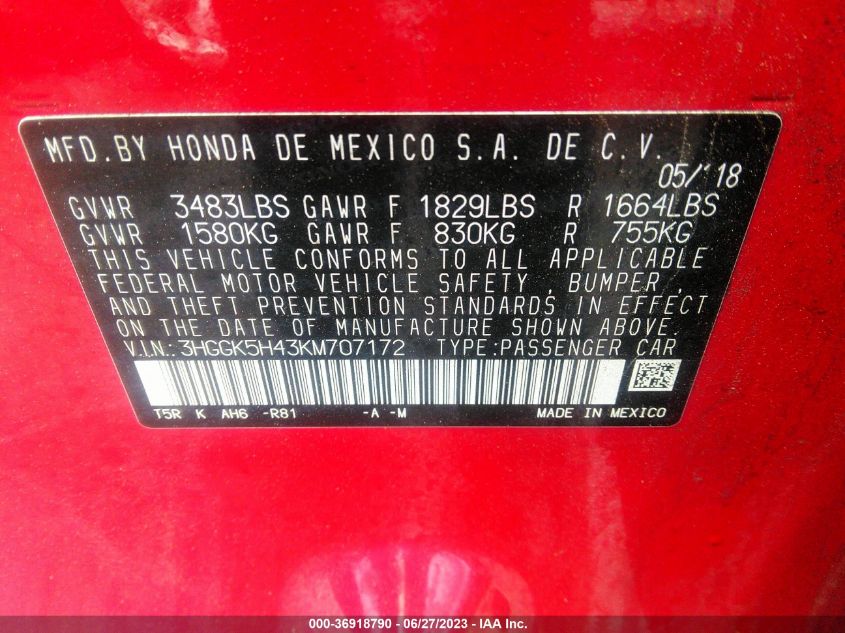 MFD.BY HONDA DE MEXICO S.A. DE C.V.
05/'18
GVWR 3483LBS GAWR F 1829LBS R 1664LBS
GVWR 1580KG GAWR F 830KG R 755KG
THIS VEHICLE CONFORMS TO ALL APPLICABLE
FEDERAL MOTOR VEHICLE SAFETY , BUMPER ,
AND THEFT PREVENTION STANDARDS IN EFFECT
ON THE DATE OF MANUFACTURE SHOWN ABOVE.
V.I.N.: 3HGGK5H43KM707172 TYPE:PASSENGER CAR
T5R K AH6 -R81 -A -M MADE IN MEXICO
000-36918790 - 06/27/2023 - IAA Inc.